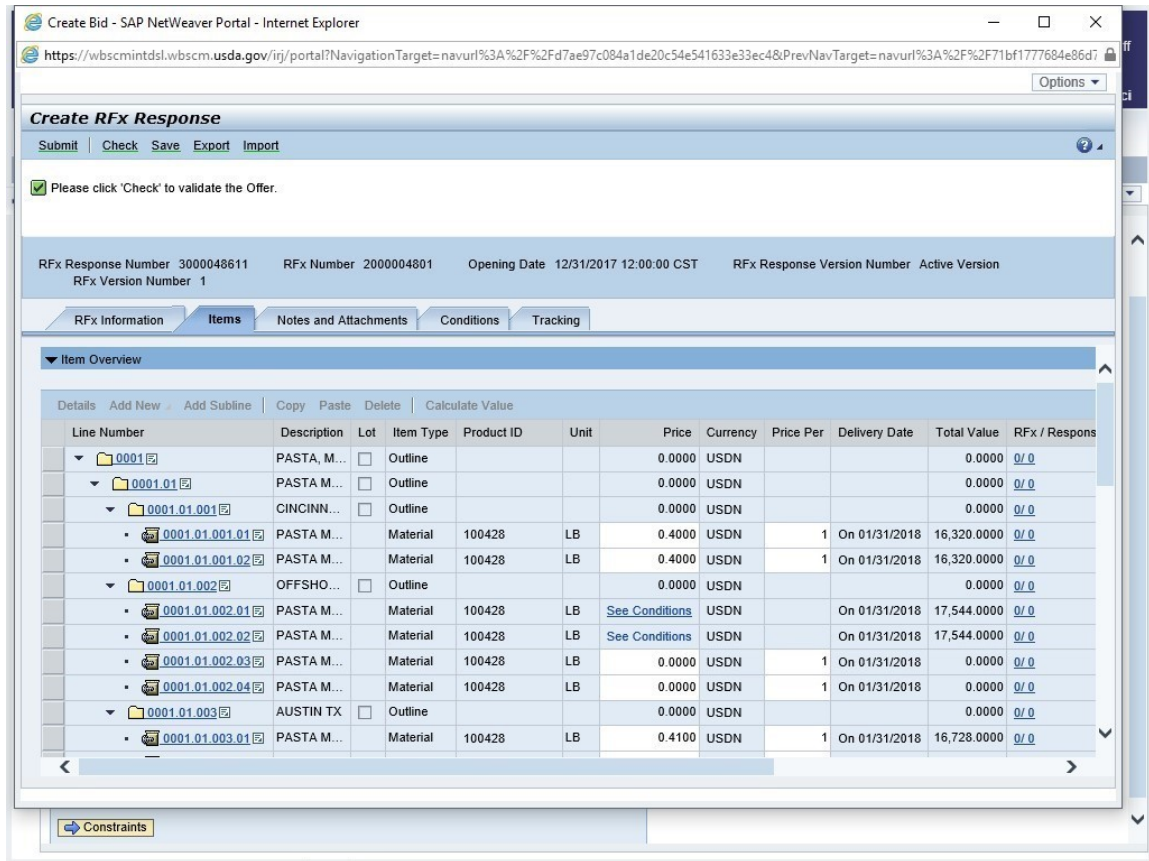 Create Bid - SAP NetWeaver Portal - Internet Explorer
https://wbscmintdsl.wbscm.usda.gov/irj/portal?NavigationTarget=navurl%3A%2F%2Fd7ae97c084a1de20c54e541633e33ec4&PrevNavTarget=navurl%3A%2F%2F71bf1777684e86d7
ff
Options
ci
Create RFx Response
Submit Check Save Export Import
Please click 'Check' to validate the Offer.
RFx Response Number 3000048611 RFx Number 2000004801 Opening Date 12/31/2017 12:00:00 CST RFx Response Version Number Active Version
RFx Version Number 1
RFx Information Items Notes and Attachments Conditions Tracking
Item Overview
Details Add New Add Subline Copy Paste Delete Calculate Value
Line Number Description Lot Item Type Product ID Unit Price Currency Price Per Delivery Date Total Value RFx / Respons
0001 PASTA, M... Outline 0.0000 USDN 0.0000 0/ 0
0001.01 PASTA M... Outline 0.0000 USDN 0.0000 0/ 0
0001.01.001 CINCINN... Outline 0.0000 USDN 0.0000 0/ 0
0001.01.001.01 PASTA M... Material 100428 LB 0.4000 USDN 1 On 01/31/2018 16,320.0000 0/ 0
0001.01.001.02 PASTA M... Material 100428 LB 0.4000 USDN 1 On 01/31/2018 16,320.0000 0/ 0
0001.01.002 OFFSHO... Outline 0.0000 USDN 0.0000 0/ 0
0001.01.002.01 PASTA M... Material 100428 LB See Conditions USDN On 01/31/2018 17,544.0000 0/ 0
0001.01.002.02 PASTA M... Material 100428 LB See Conditions USDN On 01/31/2018 17,544.0000 0/ 0
0001.01.002.03 PASTA M... Material 100428 LB 0.0000 USDN 1 On 01/31/2018 0.0000 0/ 0
0001.01.002.04 PASTA M... Material 100428 LB 0.0000 USDN 1 On 01/31/2018 0.0000 0/ 0
0001.01.003 AUSTIN TX Outline 0.0000 USDN 0.0000 0/ 0
0001.01.003.01 PASTA M... Material 100428 LB 0.4100 USDN 1 On 01/31/2018 16,728.0000 0/ 0
Constraints